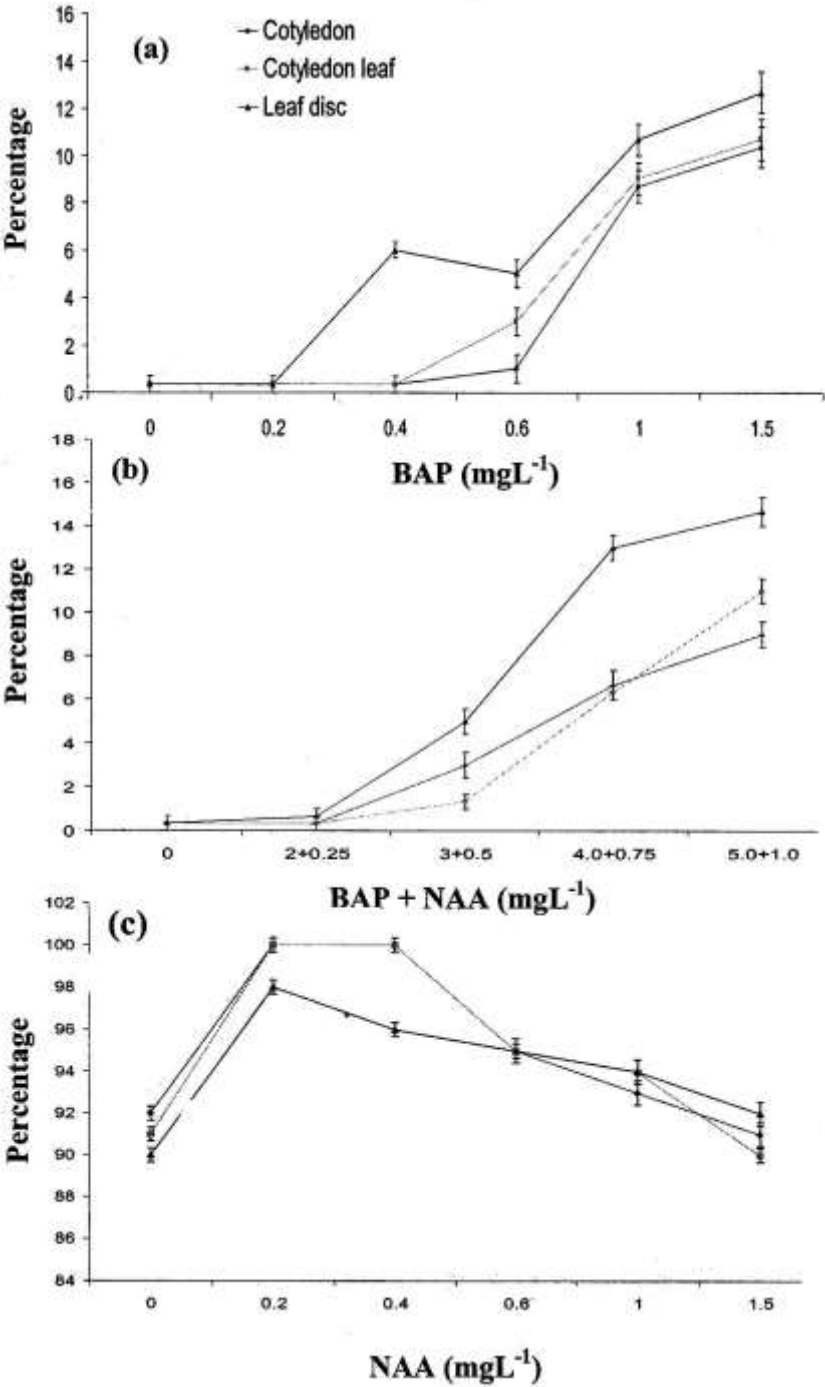 16
(a)
Cotyledon
14
Cotyledon leaf
12
Leaf disc
10
8
6
4
2
0
Percentage
0 0.2 0.4 0.6 1 1.5
BAP (mgL-1)
18
(b)
16
14
12
10
8
6
4
2
0
Percentage
0 2+0.25 3+0.5 4.0+0.75 5.0+1.0
BAP + NAA (mgL-1)
102
(c)
100
98
96
94
92
90
88
86
84
Percentage
0 0.2 0.4 0.6 1 1.5
NAA (mgL-1)